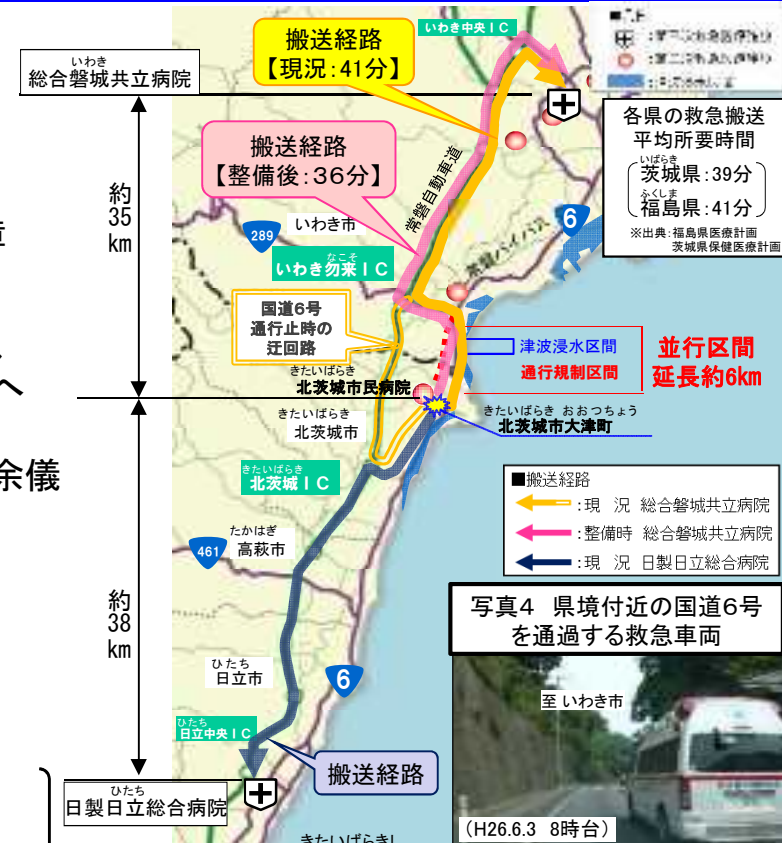 いわき
総合磐城共立病院
搬送経路
【現況:41分】
いわき中央IC
各県の救急搬送
平均所要時間
いばらき
茨城県:39分
ふくしま
福島県:41分
※出典:福島県医療計画
茨城県保健医療計画
搬送経路
【整備後:36分】
常磐自動車道
約
35
km
289
いわき市
6
常磐バイパス
なこそ
いわき勿来IC
国道6号
通行止時の
迂回路
津波浸水区間
通行規制区間
並行区間
延長約6km
へ
きたいばらき
北茨城市民病院
きたいばらき
北茨城市
きたいばらき おおつちょう
北茨城市大津町
余儀
きたいばらき
北茨城IC
■搬送経路
:現 況 総合磐城共立病院
:整備時 総合磐城共立病院
:現 況 日製日立総合病院
461
たかはぎ
高萩市
約
38
km
写真4 県境付近の国道6号
を通過する救急車両
ひたち
日立市
6
至 いわき市
ひたち
日立中央IC
搬送経路
ひたち
日製日立総合病院
(H26.6.3 8時台)
きたいばらきし